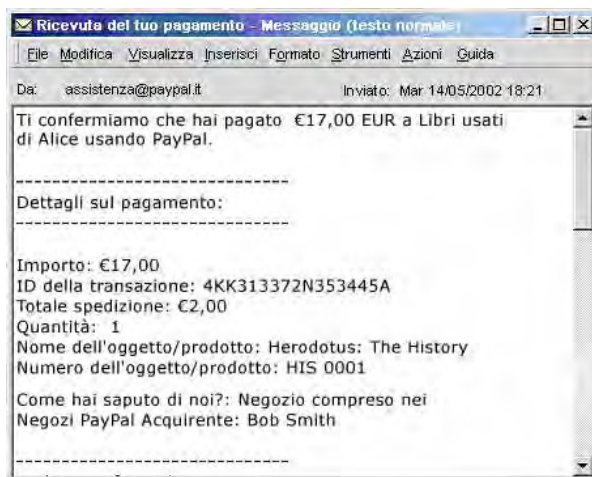 Ricevuta del tuo pagamento - Messaggio (testo normale)
File Modifica Visualizza Inserisci Formato Strumenti Azioni Guida
Da: assistenza@paypal.it Inviato: Mar 14/05/2002 18:21
Ti confermiamo che hai pagato €17,00 EUR a Libri usati
di Alice usando PayPal.
-------------------------------
Dettagli sul pagamento:
-------------------------------
Importo: €17,00
ID della transazione: 4KK313372N353445A
Totale spedizione: €2,00
Quantità: 1
Nome dell'oggetto/prodotto: Herodotus: The History
Numero dell'oggetto/prodotto: HIS 0001
Come hai saputo di noi?: Negozio compreso nei
Negozi PayPal Acquirente: Bob Smith
-------------------------------